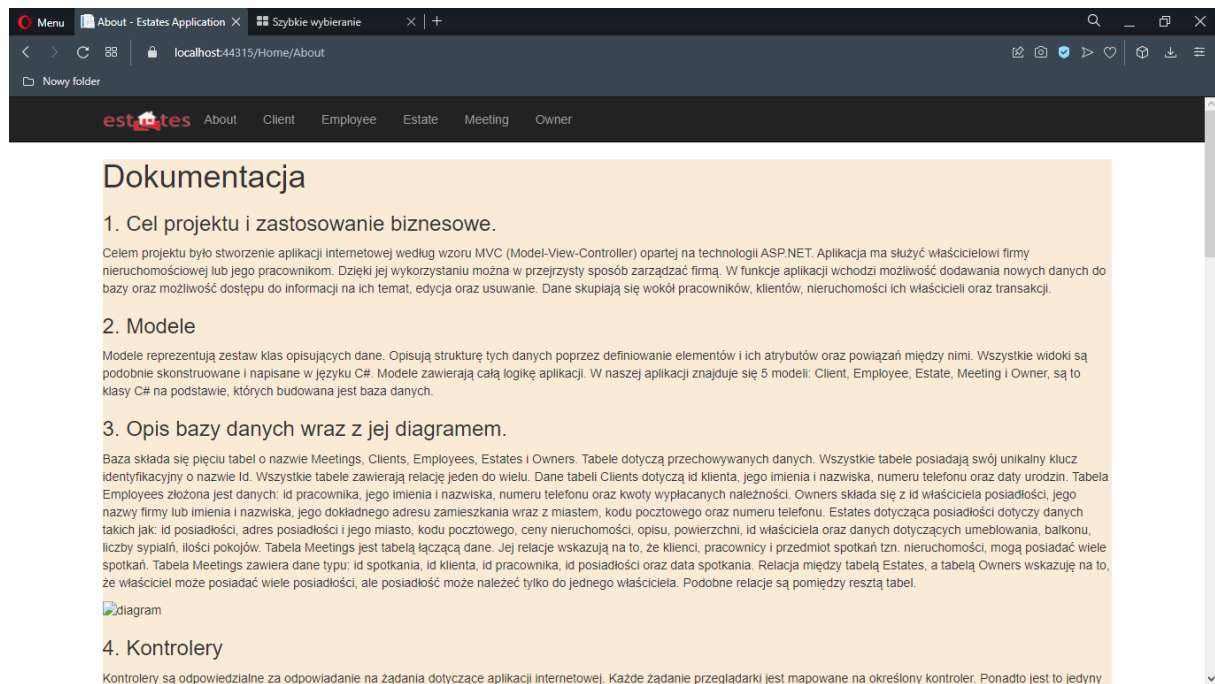 Menu
About - Estates Application
Szybkie wybieranie
localhost:44315/Home/About
Nowy folder
estates About Client Employee Estate Meeting Owner
Dokumentacja
1. Cel projektu i zastosowanie biznesowe.
Celem projektu było stworzenie aplikacji internetowej według wzoru MVC (Model-View-Controller) opartej na technologii ASP.NET. Aplikacja ma służyć właścicielowi firmy
nieruchomościowej lub jego pracownikom. Dzięki jej wykorzystaniu można w przejrzysty sposób zarządzać firmą. W funkcje aplikacji wchodzi możliwość dodawania nowych danych do
bazy oraz możliwość dostępu do informacji na ich temat, edycja oraz usuwanie. Dane skupiają się wokół pracowników, klientów, nieruchomości ich właścicieli oraz transakcji.
2. Modele
Modele reprezentują zestaw klas opisujących dane. Opisują strukturę tych danych poprzez definiowanie elementów i ich atrybutów oraz powiązań między nimi. Wszystkie widoki są
podobnie skonstruowane i napisane w języku C#. Modele zawierają całą logikę aplikacji. W naszej aplikacji znajduje się 5 modeli: Client, Employee, Estate, Meeting i Owner, są to
klasy C# na podstawie, których budowana jest baza danych.
3. Opis bazy danych wraz z jej diagramem.
Baza składa się pięciu tabel o nazwie Meetings, Clients, Employees, Estates i Owners. Tabele dotyczą przechowywanych danych. Wszystkie tabele posiadają swój unikalny klucz
identyfikacyjny o nazwie Id. Wszystkie tabele zawierają relację jeden do wielu. Dane tabeli Clients dotyczą id klienta, jego imienia i nazwiska, numeru telefonu oraz daty urodzin. Tabela
Employees złożona jest danych: id pracownika, jego imienia i nazwiska, numeru telefonu oraz kwoty wypłacanych należności. Owners składa się z id właściciela posiadłości, jego
nazwy firmy lub imienia i nazwiska, jego dokładnego adresu zamieszkania wraz z miastem, kodu pocztowego oraz numeru telefonu. Estates dotycząca posiadłości dotyczy danych
takich jak: id posiadłości, adres posiadłości i jego miasto, kodu pocztowego, ceny nieruchomości, opisu, powierzchni, id właściciela oraz danych dotyczących umeblowania, balkonu,
liczby sypialń, ilości pokojów. Tabela Meetings jest tabelą łączącą dane. Jej relacje wskazują na to, że klienci, pracownicy i przedmiot spotkań tzn. nieruchomości, mogą posiadać wiele
spotkań. Tabela Meetings zawiera dane typu: id spotkania, id klienta, id pracownika, id posiadłości oraz data spotkania. Relacja między tabelą Estates, a tabelą Owners wskazuję na to,
że właściciel może posiadać wiele posiadłości, ale posiadłość może należeć tylko do jednego właściciela. Podobne relacje są pomiędzy resztą tabel.
diagram
4. Kontrolery
Kontrolery są odpowiedzialne za odpowiadanie na żądania dotyczące aplikacji internetowej. Każde żądanie przeglądarki jest mapowane na określony kontroler. Ponadto jest to jedyny